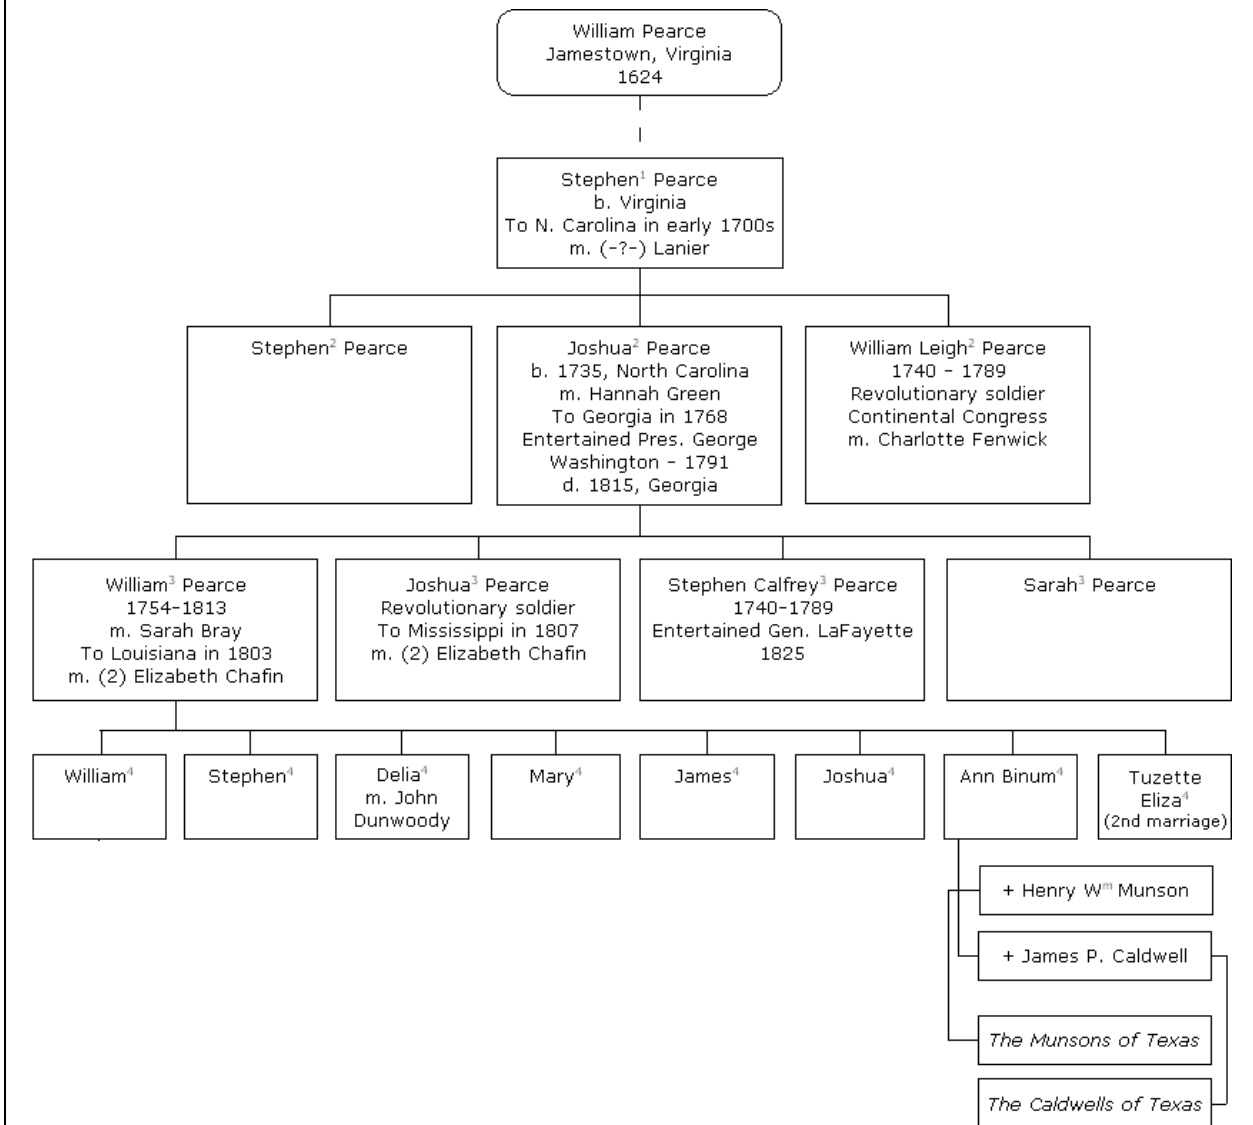 William Pearce
Jamestown, Virginia
1624
Stephen¹ Pearce
b. Virginia
To N. Carolina in early 1700s
m. (-?-) Lanier
Stephen² Pearce
Joshua² Pearce
b. 1735, North Carolina
m. Hannah Green
To Georgia in 1768
Entertained Pres. George
Washington - 1791
d. 1815, Georgia
William Leigh² Pearce
1740 - 1789
Revolutionary soldier
Continental Congress
m. Charlotte Fenwick
William³ Pearce
1754-1813
m. Sarah Bray
To Louisiana in 1803
m. (2) Elizabeth Chafin
Joshua³ Pearce
Revolutionary soldier
To Mississippi in 1807
m. (2) Elizabeth Chafin
Stephen Calfrey³ Pearce
1740-1789
Entertained Gen. LaFayette
1825
Sarah³ Pearce
William⁴
Stephen⁴
Delia⁴
m. John
Dunwoody
Mary⁴
James⁴
Joshua⁴
Ann Binum⁴
Tuzette
Eliza⁴
(2nd marriage)
+ Henry Wᵐ Munson
+ James P. Caldwell
The Munsons of Texas
The Caldwells of Texas